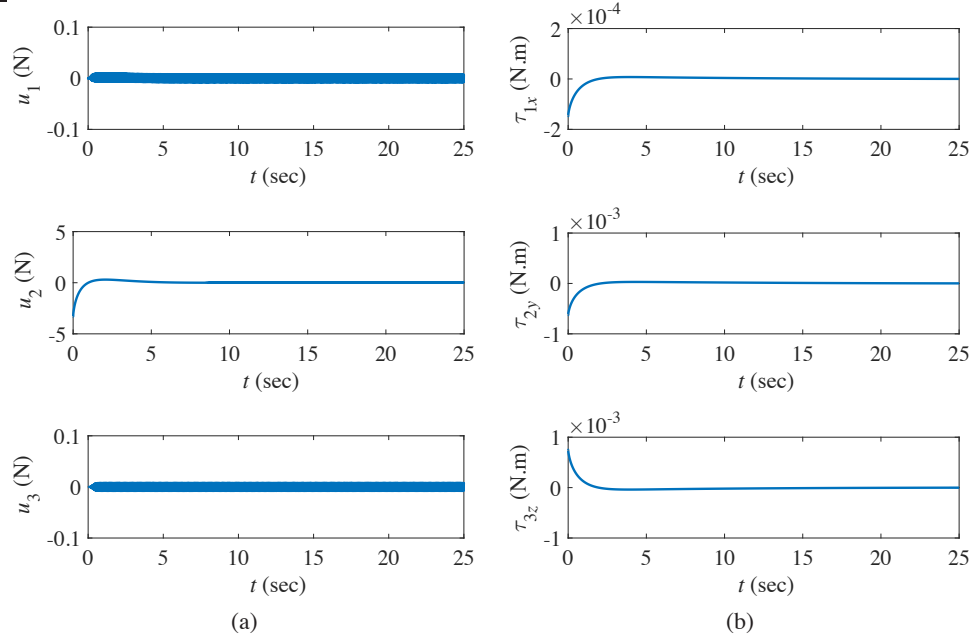 u1 (N)
0.1
0
-0.1
0 5 10 15 20 25
t (sec)
u2 (N)
5
0
-5
0 5 10 15 20 25
t (sec)
u3 (N)
0.1
0
-0.1
0 5 10 15 20 25
t (sec)
(a)
×10-4
τ1x (N.m)
2
0
-2
0 5 10 15 20 25
t (sec)
×10-3
τ2y (N.m)
1
0
-1
0 5 10 15 20 25
t (sec)
×10-3
τ3z (N.m)
1
0
-1
0 5 10 15 20 25
t (sec)
(b)